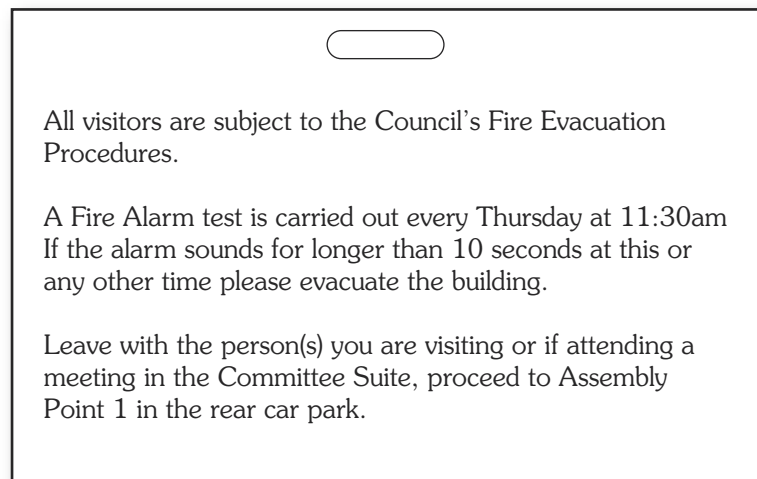 All visitors are subject to the Council's Fire Evacuation
Procedures.
A Fire Alarm test is carried out every Thursday at 11:30am
If the alarm sounds for longer than 10 seconds at this or
any other time please evacuate the building.
Leave with the person(s) you are visiting or if attending a
meeting in the Committee Suite, proceed to Assembly
Point 1 in the rear car park.